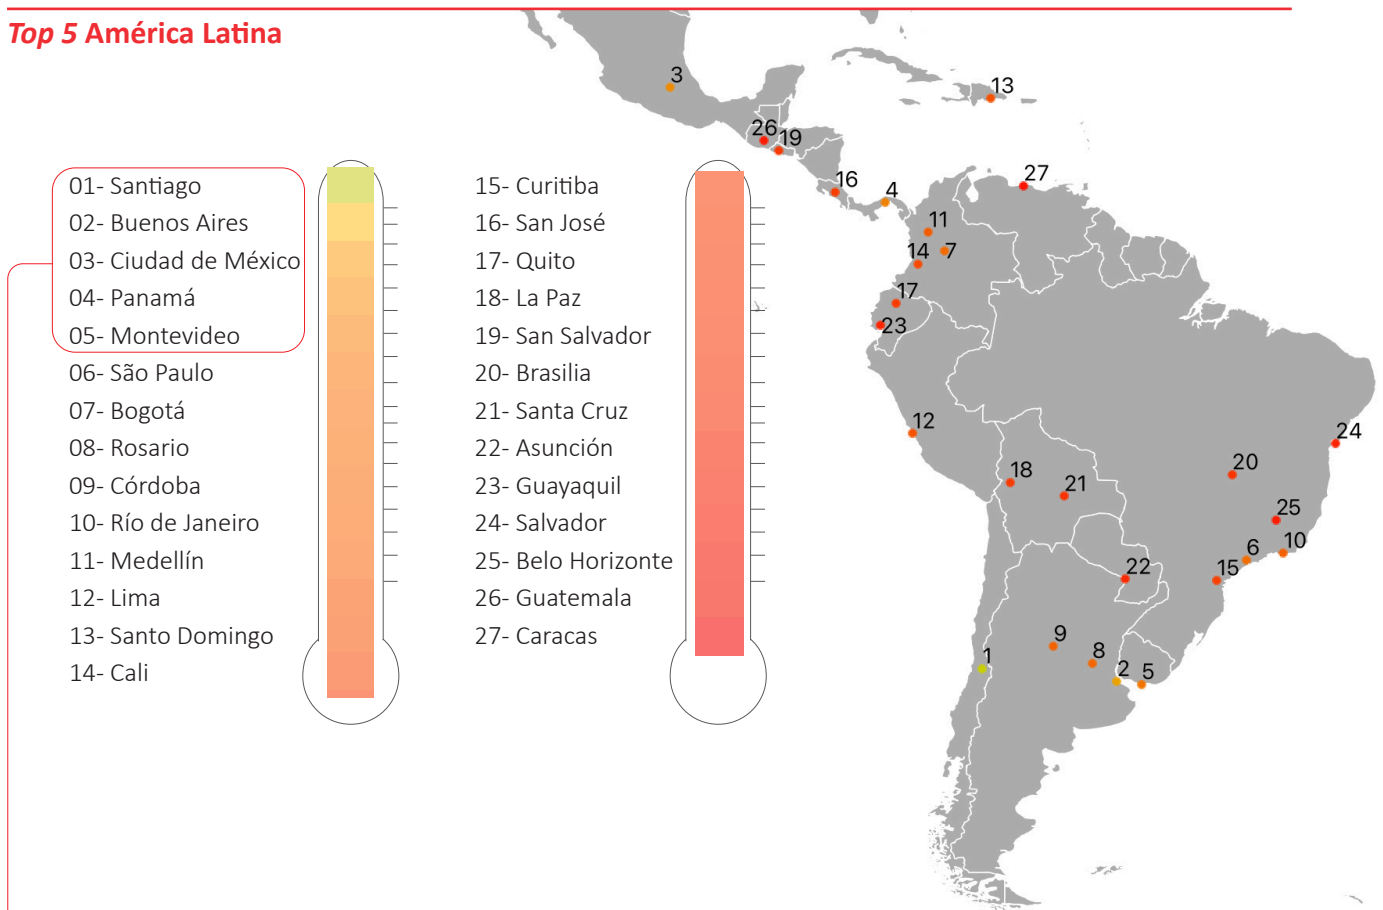 Top 5 América Latina
01- Santiago
02- Buenos Aires
03- Ciudad de México
04- Panamá
05- Montevideo
06- São Paulo
07- Bogotá
08- Rosario
09- Córdoba
10- Río de Janeiro
11- Medellín
12- Lima
13- Santo Domingo
14- Cali
15- Curitiba
16- San José
17- Quito
18- La Paz
19- San Salvador
20- Brasilia
21- Santa Cruz
22- Asunción
23- Guayaquil
24- Salvador
25- Belo Horizonte
26- Guatemala
27- Caracas
3
13
26
19
16
4
27
11
14
7
17
23
12
24
20
18
21
25
6
10
15
22
9
8
1
2
5